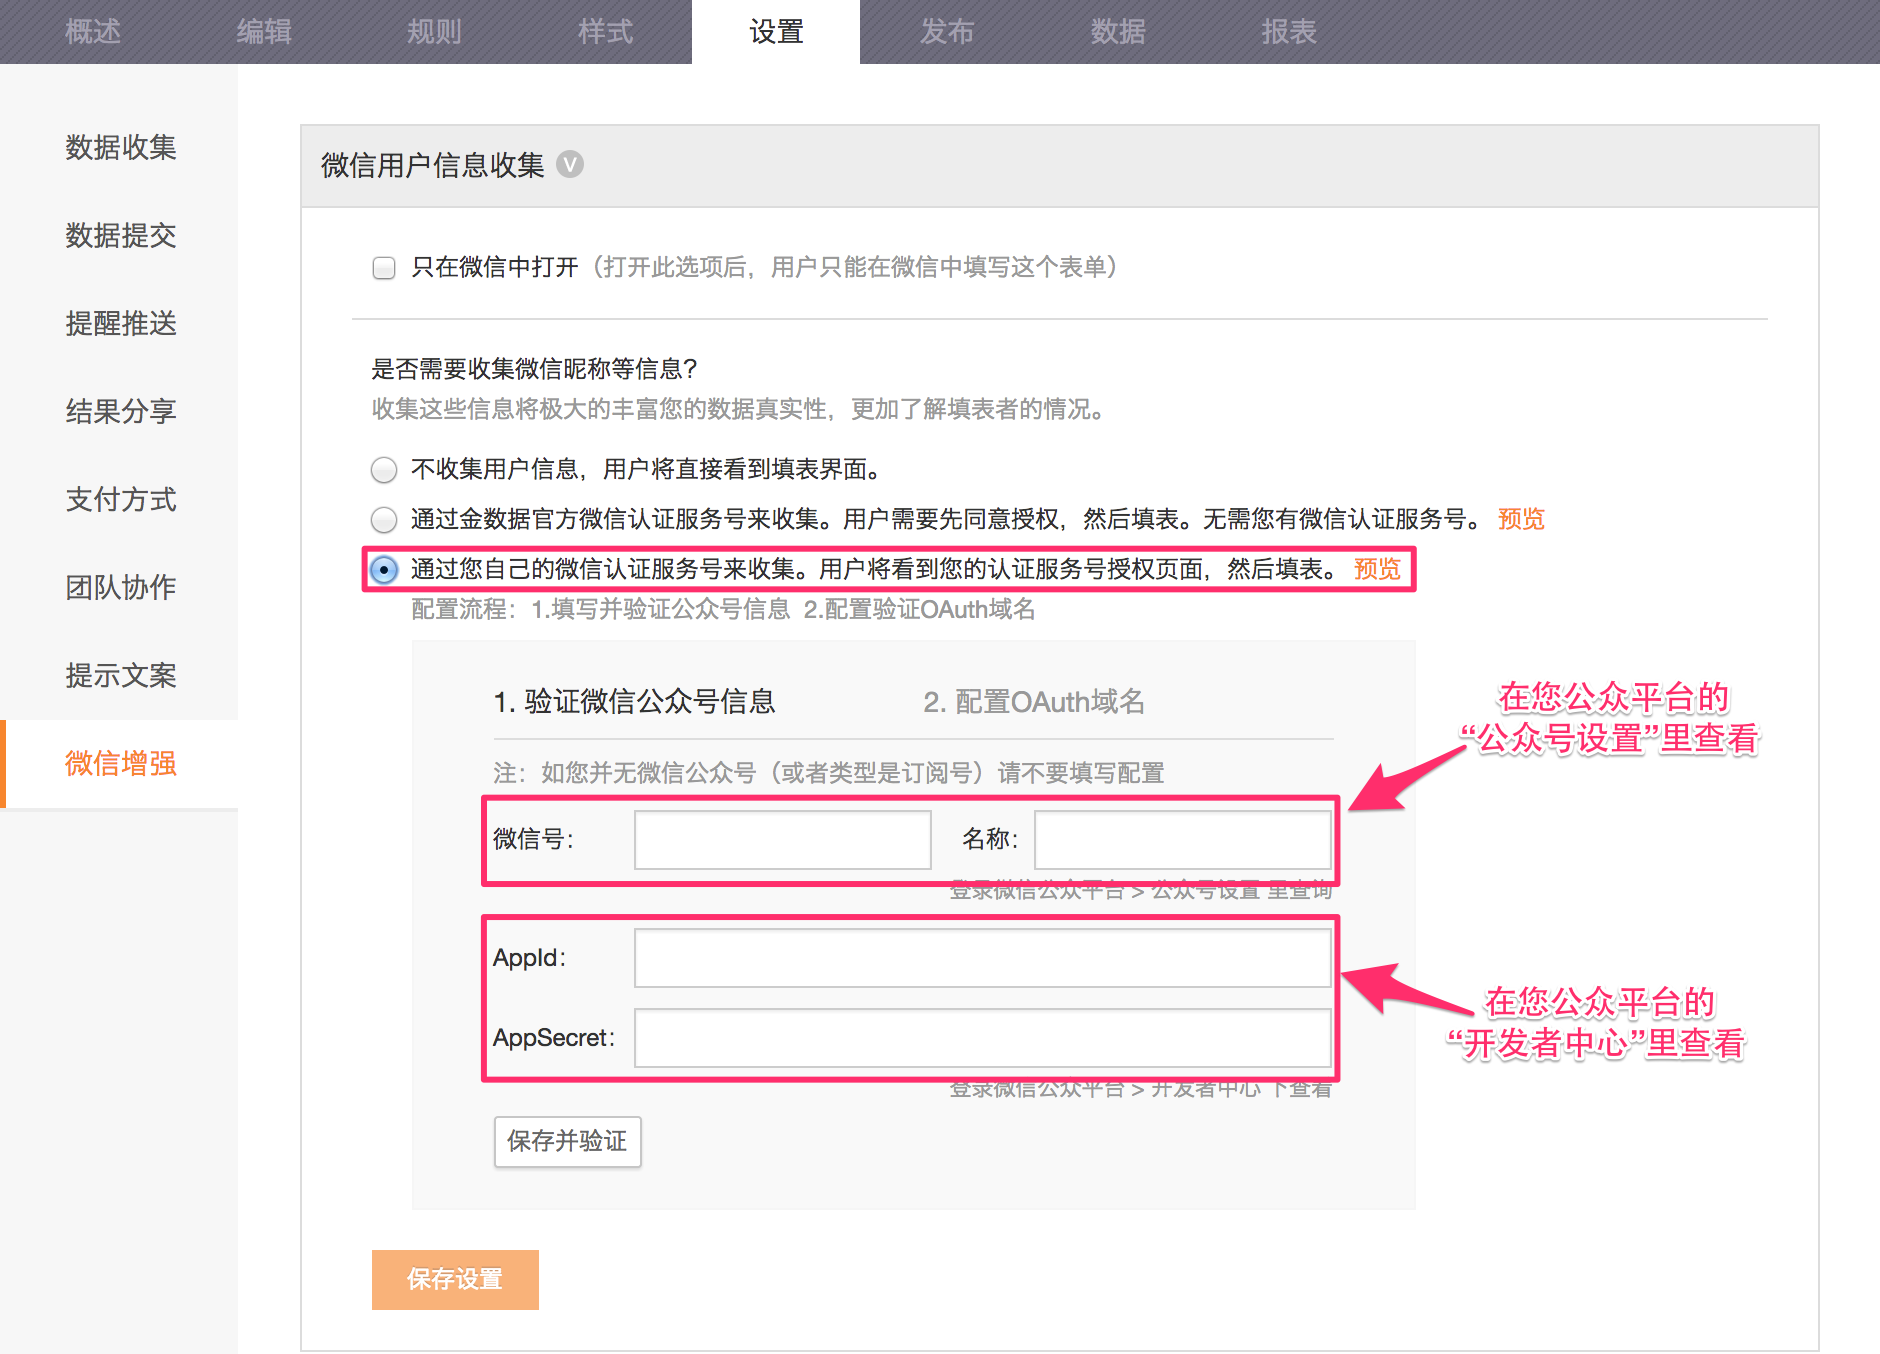 概述 编辑 规则 样式 设置 发布 数据 报表
数据收集
数据提交
提醒推送
结果分享
支付方式
团队协作
提示文案
微信增强
微信用户信息收集 V
只在微信中打开（打开此选项后，用户只能在微信中填写这个表单）
是否需要收集微信昵称等信息？
收集这些信息将极大的丰富您的数据真实性，更加了解填表者的情况。
不收集用户信息，用户将直接看到填表界面。
通过金数据官方微信认证服务号来收集。用户需要先同意授权，然后填表。无需您有微信认证服务号。 预览
通过您自己的微信认证服务号来收集。用户将看到您的认证服务号授权页面，然后填表。 预览
配置流程：1.填写并验证公众号信息 2.配置验证OAuth域名
1. 验证微信公众号信息 2. 配置OAuth域名
注：如您并无微信公众号（或者类型是订阅号）请不要填写配置
微信号： 名称：
登录微信公众平台 > 公众号设置 里查询
AppId：
AppSecret：
登录微信公众平台 > 开发者中心 下查看
保存并验证
保存设置
在您公众平台的
“公众号设置”里查看
在您公众平台的
“开发者中心”里查看